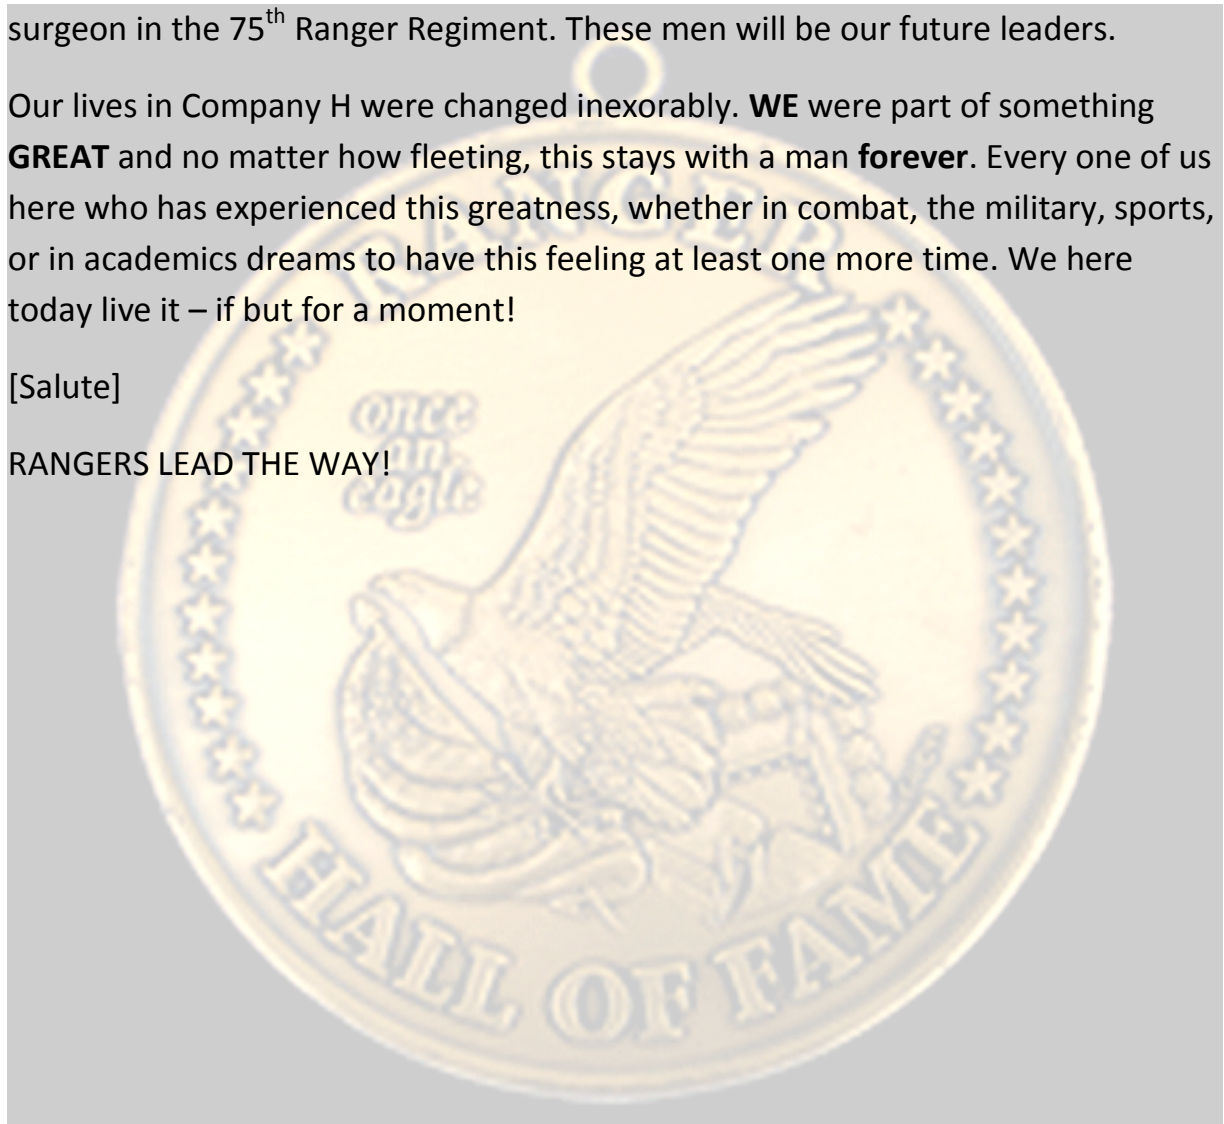 surgeon in the 75th Ranger Regiment. These men will be our future leaders.
Our lives in Company H were changed inexorably. WE were part of something
GREAT and no matter how fleeting, this stays with a man forever. Every one of us
here who has experienced this greatness, whether in combat, the military, sports,
or in academics dreams to have this feeling at least one more time. We here
today live it – if but for a moment!
[Salute]
RANGERS LEAD THE WAY!
RANGER
once
an
eagle
HALL OF FAME